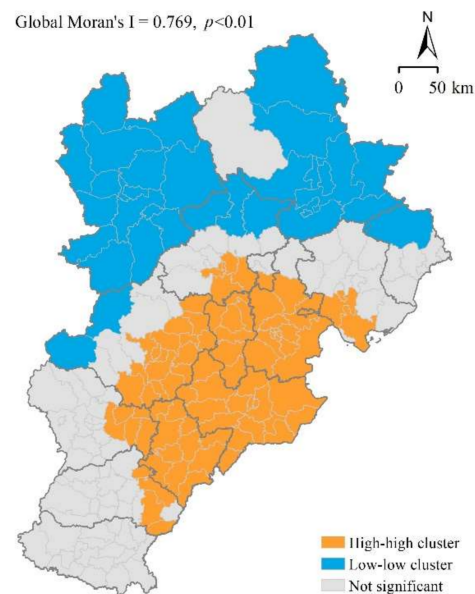 Global Moran's I = 0.769, p<0.01
N
0 50 km
High-high cluster
Low-low cluster
Not significant